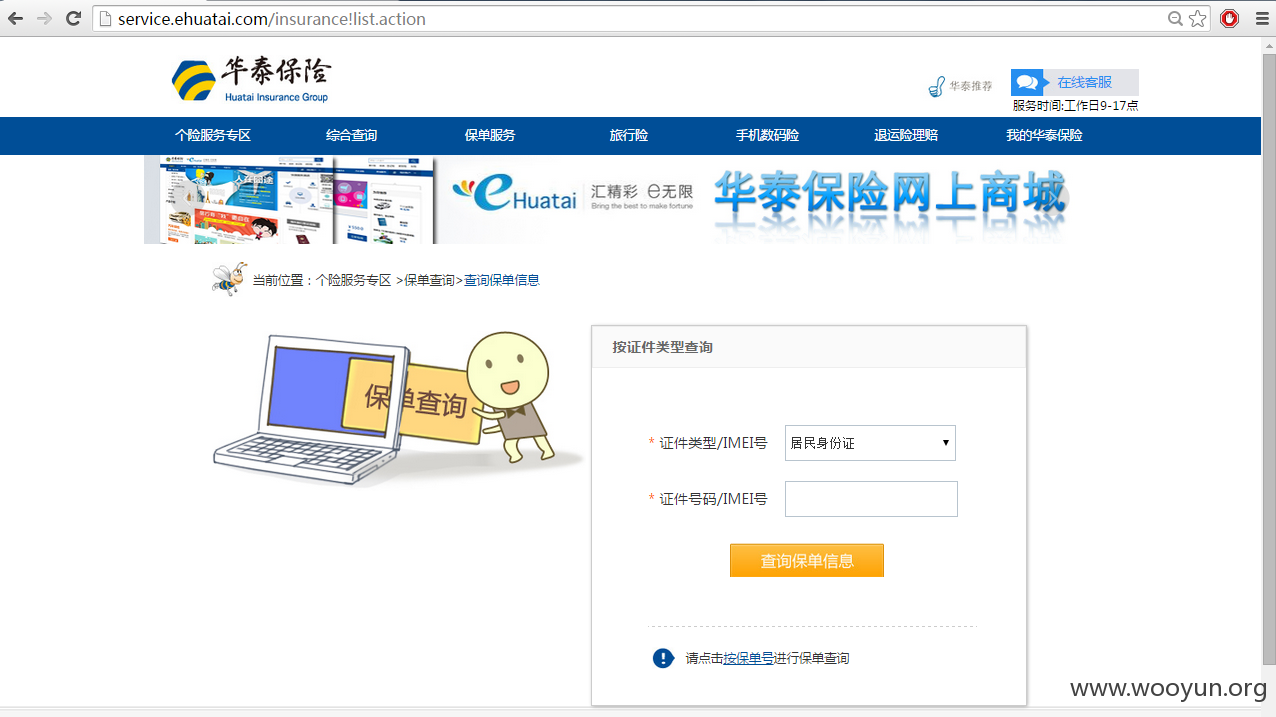 service.ehuatai.com/insurance!list.action
华泰保险
Huatai Insurance Group
华泰推荐
在线客服
服务时间:工作日9-17点
个险服务专区 综合查询 保单服务 旅行险 手机数码险 退运险理赔 我的华泰保险
eHuatai 汇精彩 e无限 华泰保险网上商城
Bring the best to make fortune
当前位置：个险服务专区 >保单查询>查询保单信息
保单查询
按证件类型查询
* 证件类型/IMEI号 居民身份证
* 证件号码/IMEI号
查询保单信息
请点击按保单号进行保单查询
www.wooyun.org